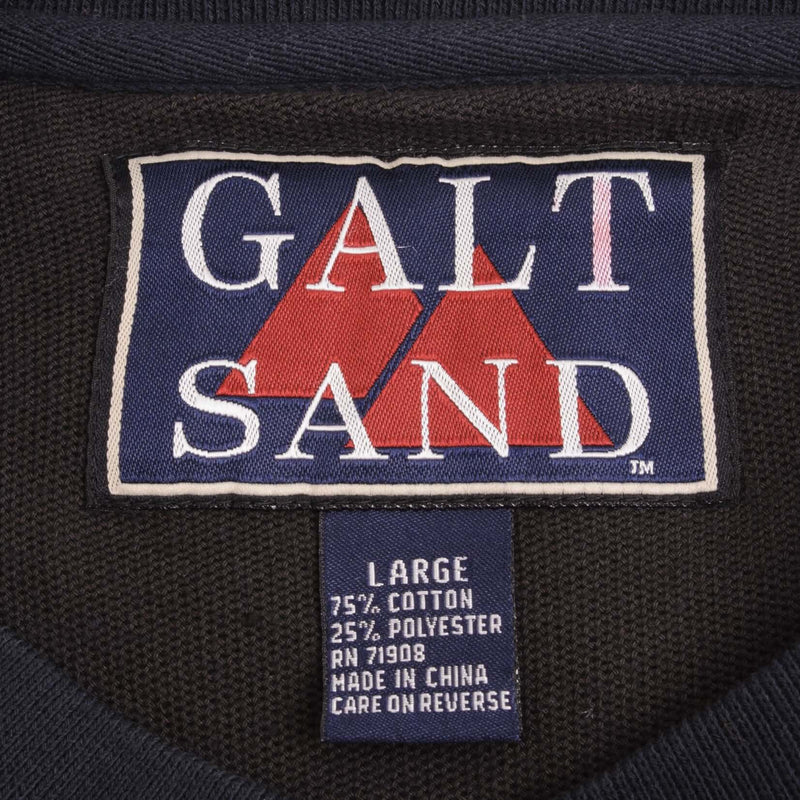 GALT
SAND
TM
LARGE
75% COTTON
25% POLYESTER
RN 71908
MADE IN CHINA
CARE ON REVERSE